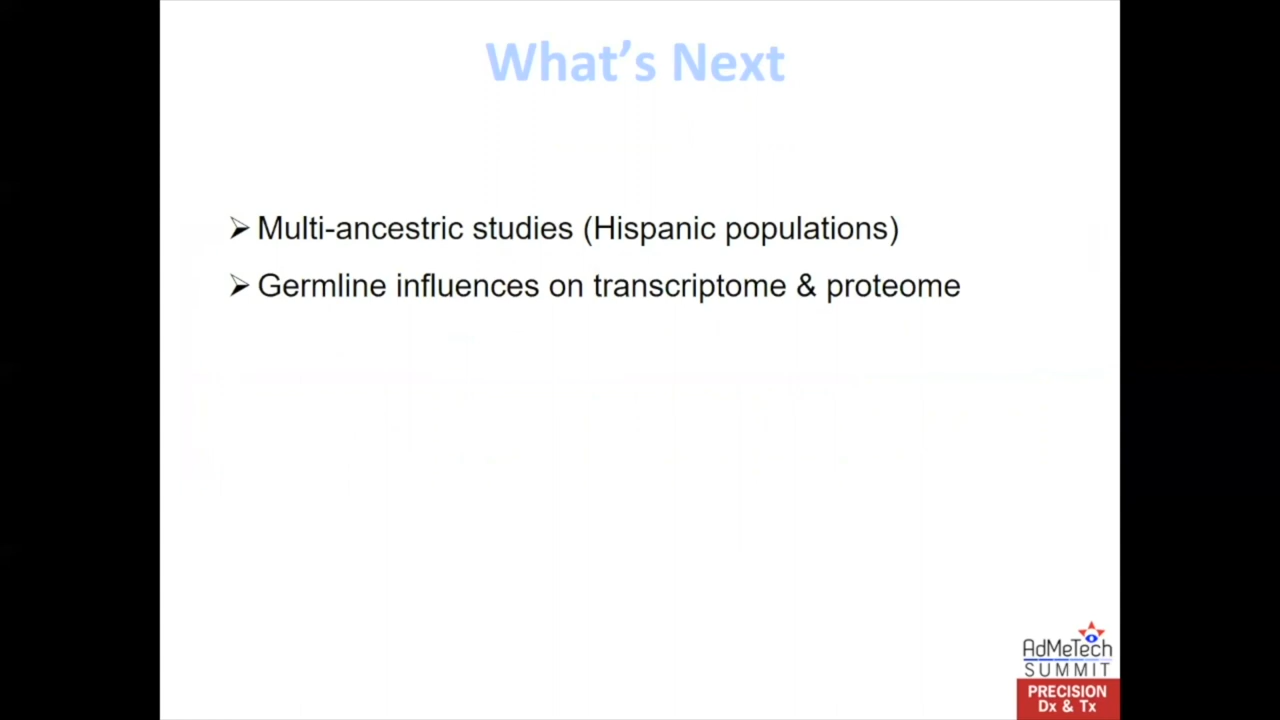 What's Next
➢ Multi-ancestric studies (Hispanic populations)
➢ Germline influences on transcriptome & proteome
AdMeTech
SUMMIT
PRECISION
Dx & Tx